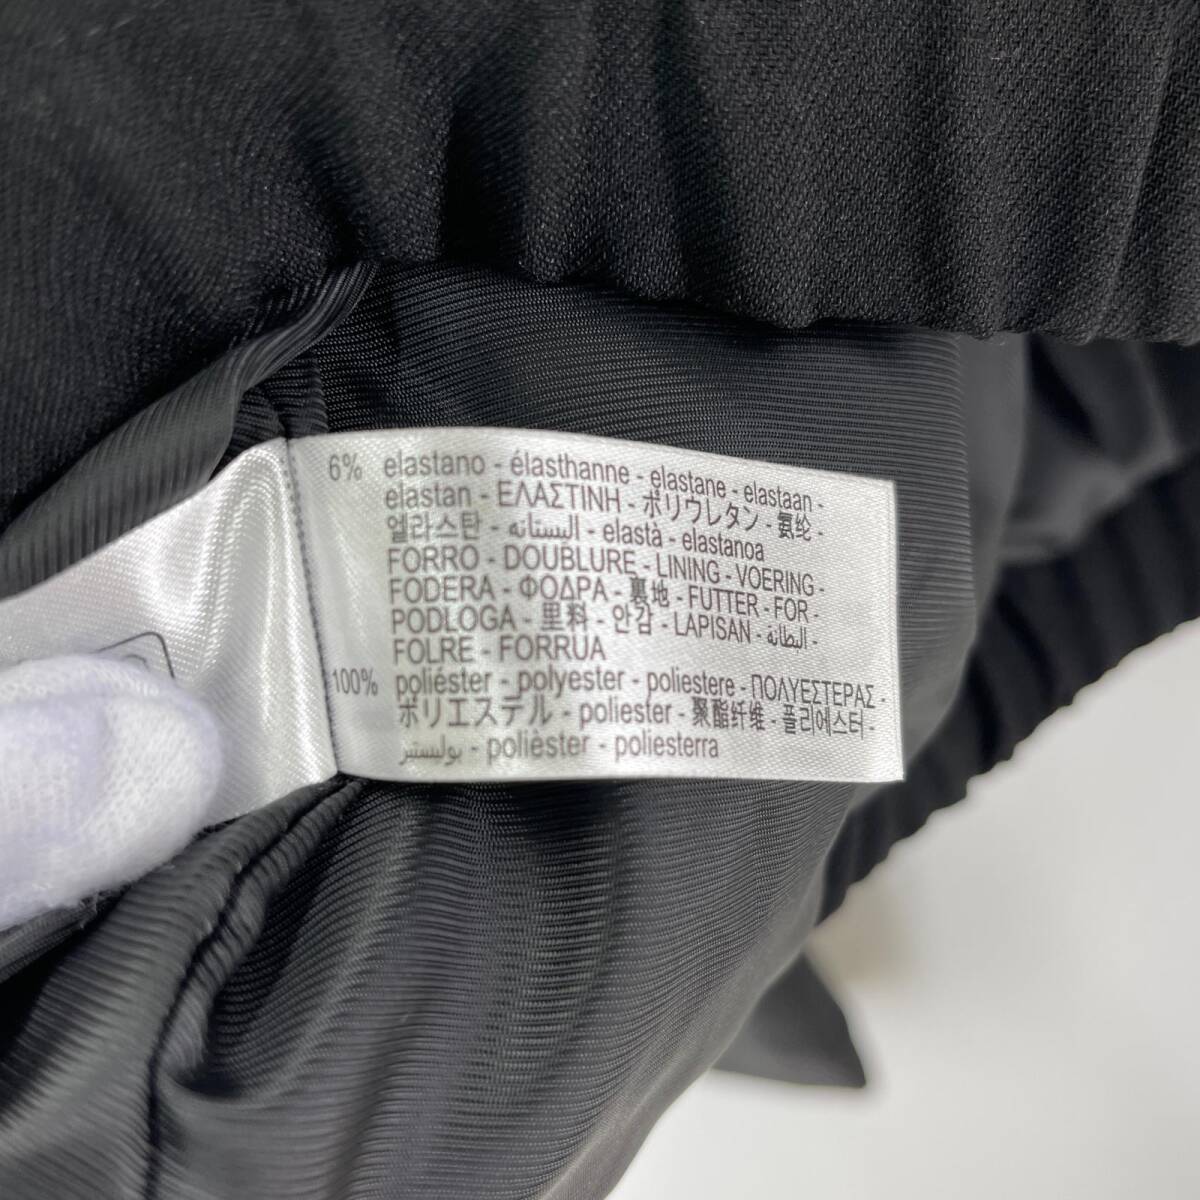 6% elastano - élasthanne - elastane - elastaan -
elastan - ΕΛΑΣΤΙΝΗ - ポリウレタン - 氨纶 -
엘라스탄 - البستانه - elastà - elastanoa
FORRO - DOUBLURE - LINING - VOERING -
FODERA - ΦΟΔΡΑ - 裏地 - FUTTER - FOR -
PODLOGA - 里料 - 안감 - LAPISAN - البطانه -
FOLRE - FORRUA
100% poliéster - polyester - poliestere - ΠΟΛΥΕΣΤΕΡΑΣ -
ポリエステル - poliester - 聚酯纤维 - 폴리에스터 -
بوليستير - polièster - poliesterra